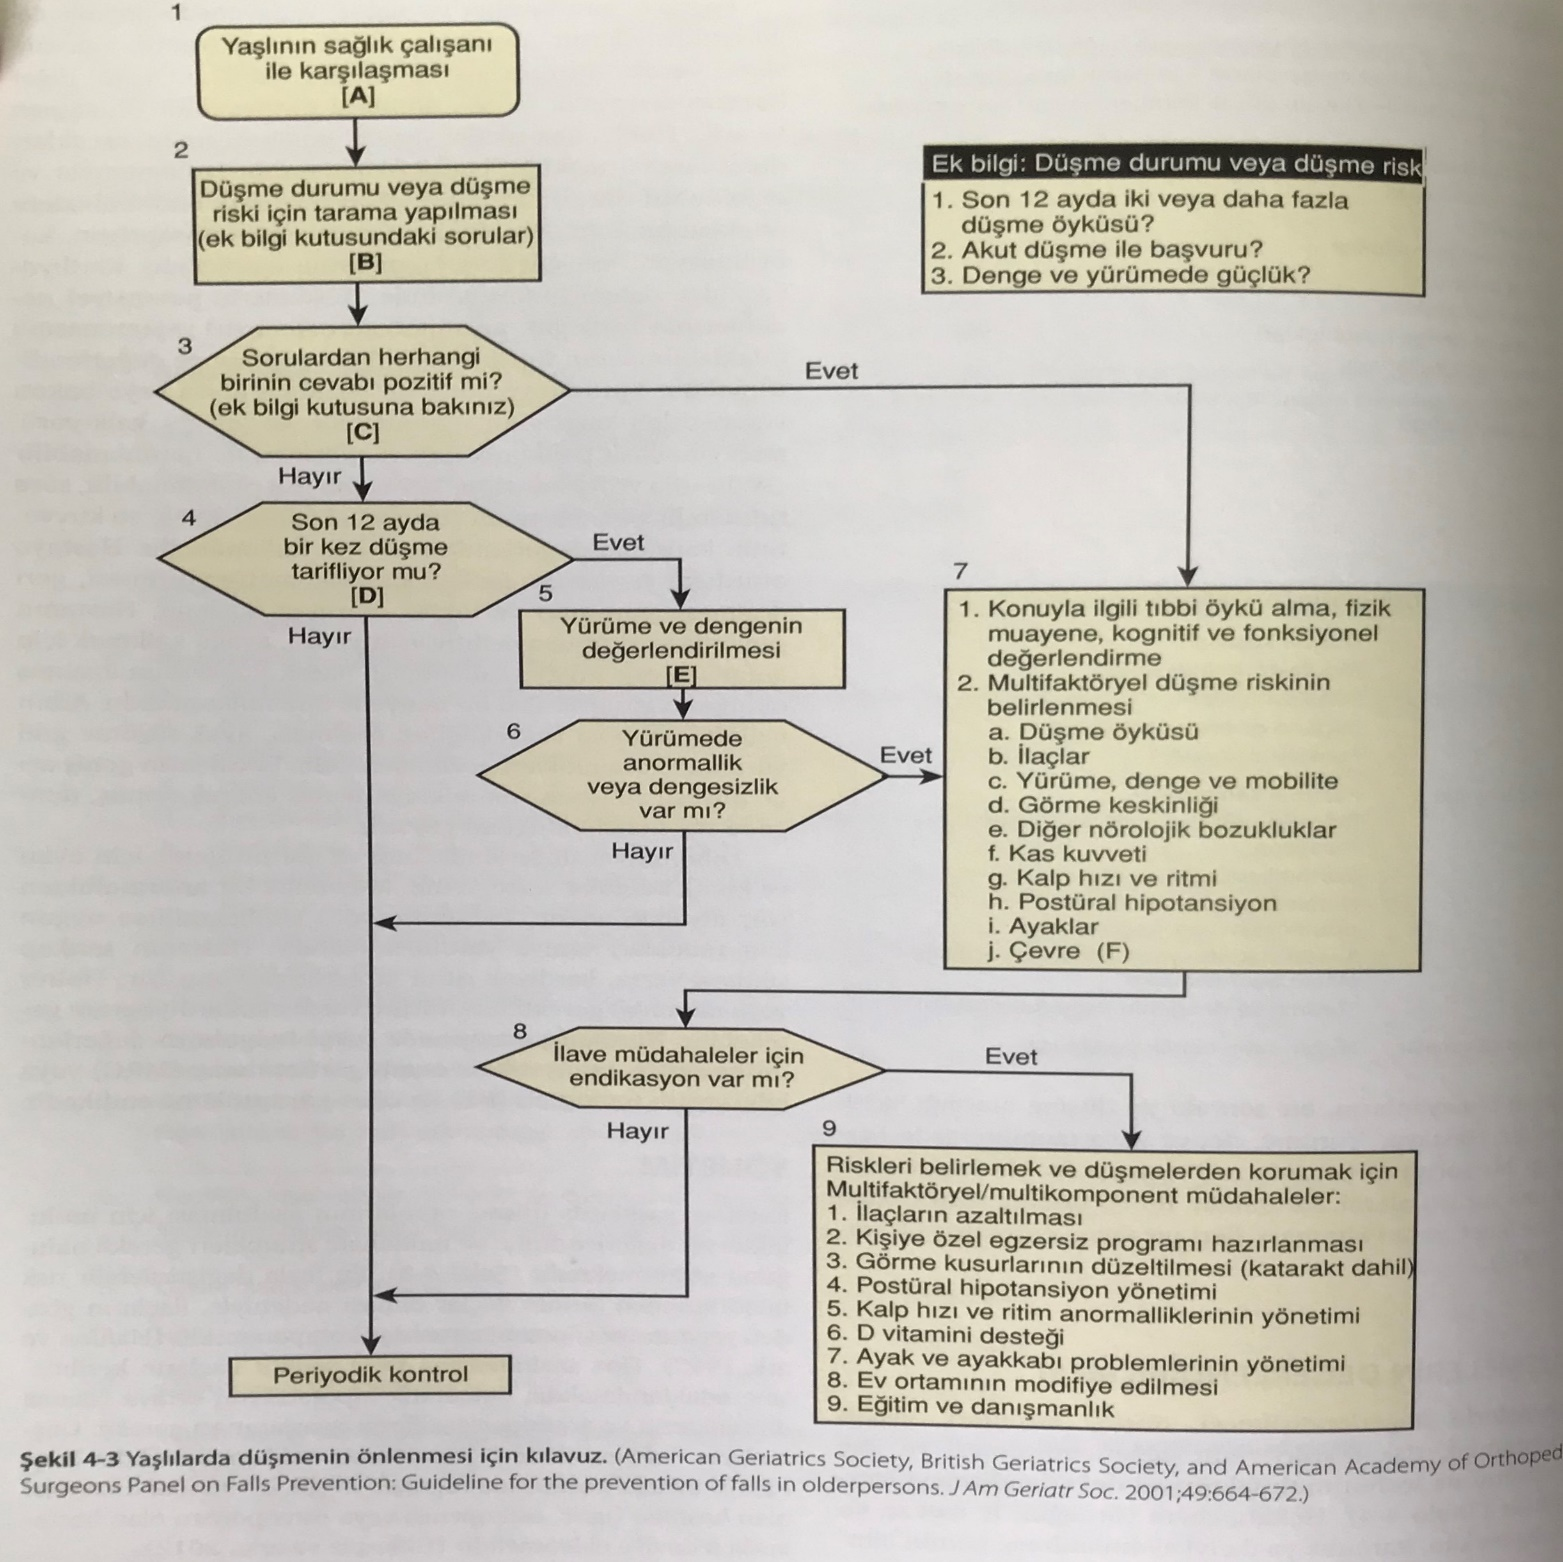 1
Yaşlının sağlık çalışanı
ile karşılaşması
[A]
2
Düşme durumu veya düşme
riski için tarama yapılması
(ek bilgi kutusundaki sorular)
[B]
Ek bilgi: Düşme durumu veya düşme risk
1. Son 12 ayda iki veya daha fazla
düşme öyküsü?
2. Akut düşme ile başvuru?
3. Denge ve yürümede güçlük?
3
Sorulardan herhangi
birinin cevabı pozitif mi?
(ek bilgi kutusuna bakınız)
[C]
Evet
Hayır
4
Son 12 ayda
bir kez düşme
tarifliyor mu?
[D]
Evet
Hayır
5
Yürüme ve dengenin
değerlendirilmesi
[E]
6
Yürümede
anormallik
veya dengesizlik
var mı?
Evet
Hayır
7
1. Konuyla ilgili tıbbi öykü alma, fizik
muayene, kognitif ve fonksiyonel
değerlendirme
2. Multifaktöryel düşme riskinin
belirlenmesi
a. Düşme öyküsü
b. İlaçlar
c. Yürüme, denge ve mobilite
d. Görme keskinliği
e. Diğer nörolojik bozukluklar
f. Kas kuvveti
g. Kalp hızı ve ritmi
h. Postüral hipotansiyon
i. Ayaklar
j. Çevre (F)
8
İlave müdahaleler için
endikasyon var mı?
Evet
Hayır
9
Riskleri belirlemek ve düşmelerden korumak için
Multifaktöryel/multikomponent müdahaleler:
1. İlaçların azaltılması
2. Kişiye özel egzersiz programı hazırlanması
3. Görme kusurlarının düzeltilmesi (katarakt dahil)
4. Postüral hipotansiyon yönetimi
5. Kalp hızı ve ritim anormalliklerinin yönetimi
6. D vitamini desteği
7. Ayak ve ayakkabı problemlerinin yönetimi
8. Ev ortamının modifiye edilmesi
9. Eğitim ve danışmanlık
Periyodik kontrol
Şekil 4-3 Yaşlılarda düşmenin önlenmesi için kılavuz. (American Geriatrics Society, British Geriatrics Society, and American Academy of Orthoped
Surgeons Panel on Falls Prevention: Guideline for the prevention of falls in olderpersons. J Am Geriatr Soc. 2001;49:664-672.)